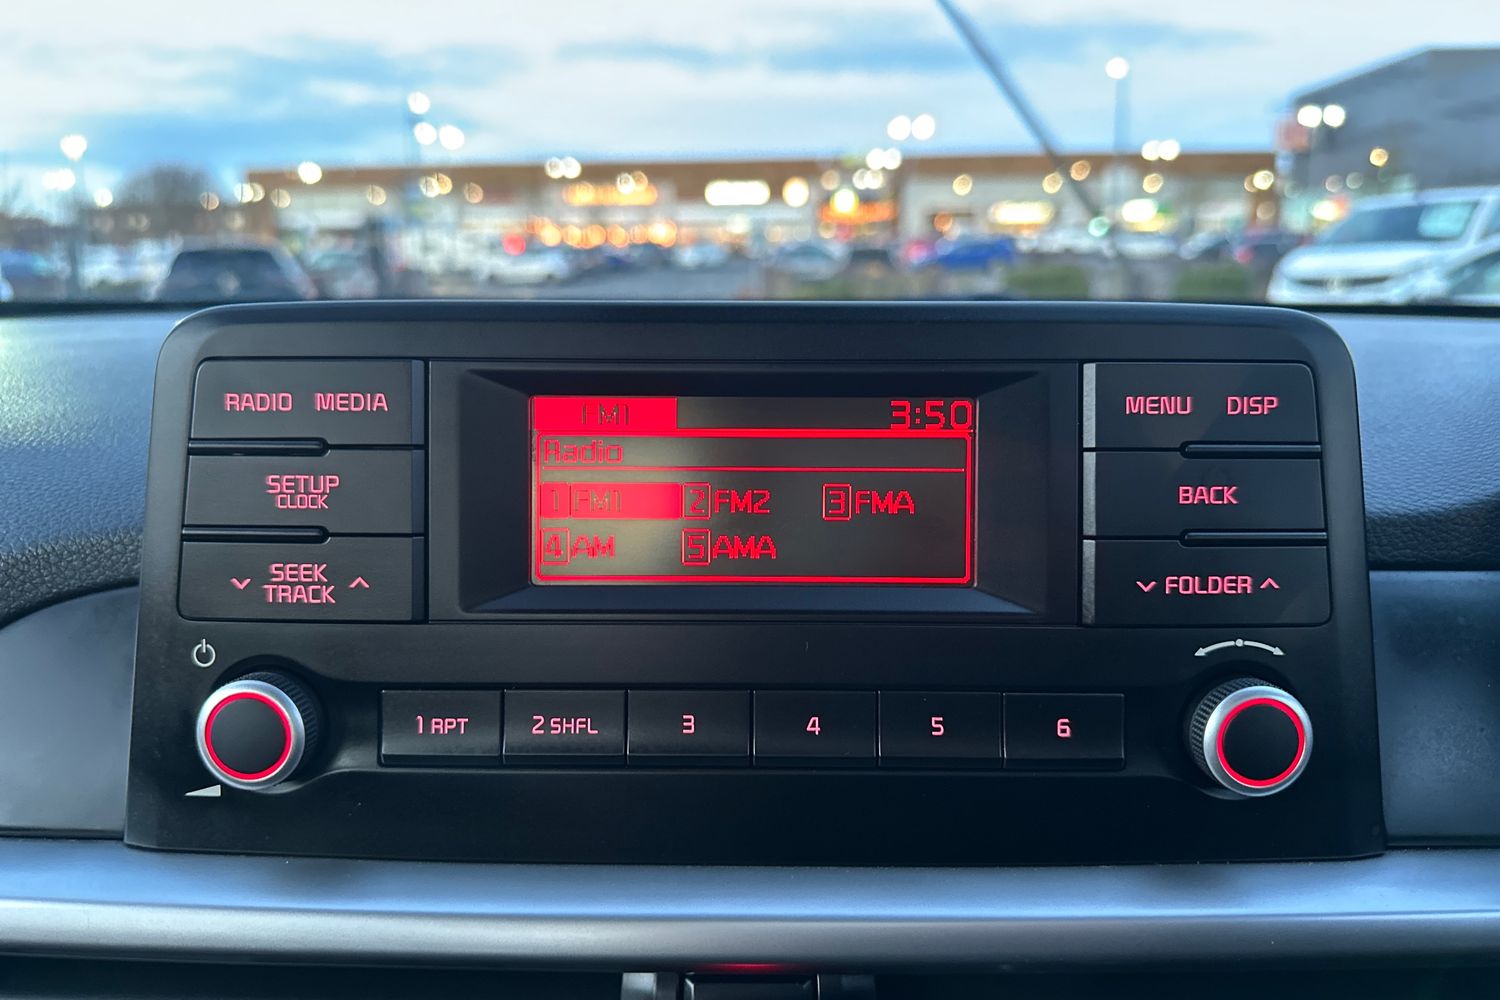 RADIO MEDIA
SETUP
CLOCK
SEEK
TRACK
FM1 3:50
Radio
1 FM1 2 FM2 3 FMA
4 AM 5 AMA
MENU DISP
BACK
FOLDER
1 RPT 2 SHFL 3 4 5 6